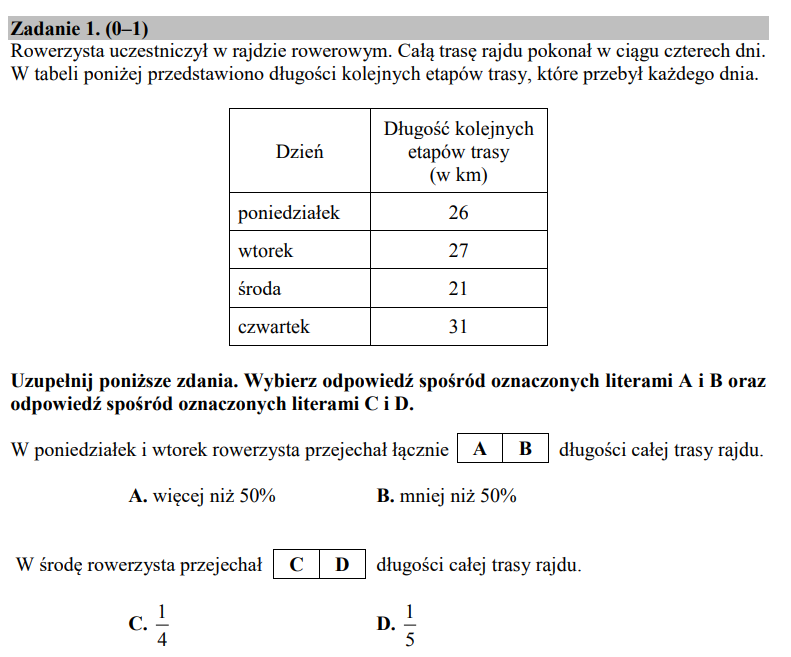 Zadanie 1. (0–1)
Rowerzysta uczestniczył w rajdzie rowerowym. Całą trasę rajdu pokonał w ciągu czterech dni.
W tabeli poniżej przedstawiono długości kolejnych etapów trasy, które przebył każdego dnia.
Dzień
Długość kolejnych
etapów trasy
(w km)
poniedziałek 26
wtorek 27
środa 21
czwartek 31
Uzupełnij poniższe zdania. Wybierz odpowiedź spośród oznaczonych literami A i B oraz
odpowiedź spośród oznaczonych literami C i D.
W poniedziałek i wtorek rowerzysta przejechał łącznie A B długości całej trasy rajdu.
A. więcej niż 50% B. mniej niż 50%
W środę rowerzysta przejechał C D długości całej trasy rajdu.
C. 1/4 D. 1/5